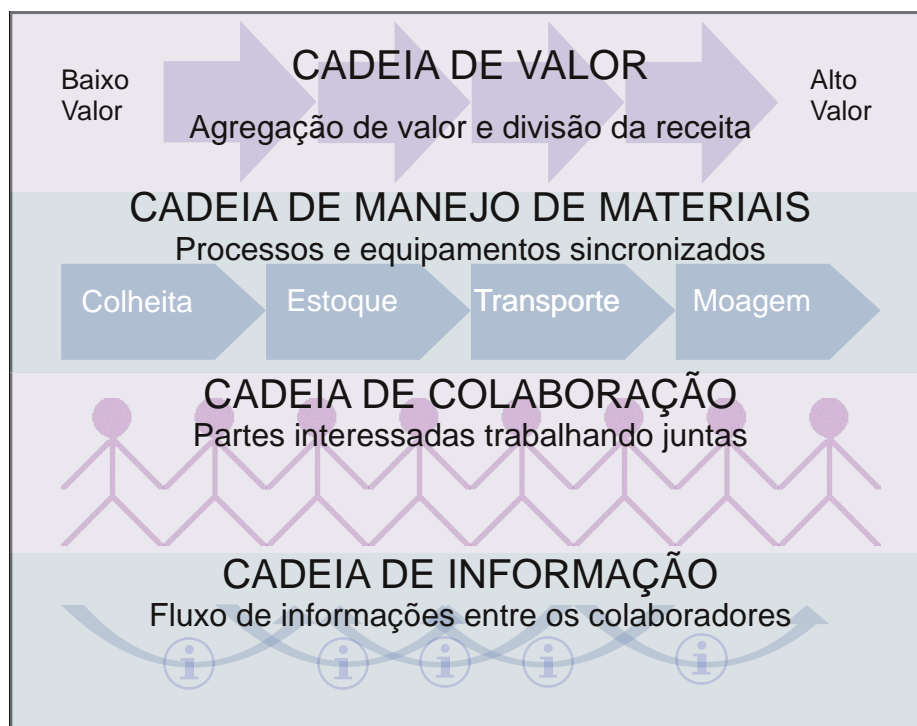 CADEIA DE VALOR
Baixo
Valor
Alto
Valor
Agregação de valor e divisão da receita
CADEIA DE MANEJO DE MATERIAIS
Processos e equipamentos sincronizados
Colheita
Estoque
Transporte
Moagem
CADEIA DE COLABORAÇÃO
Partes interessadas trabalhando juntas
CADEIA DE INFORMAÇÃO
Fluxo de informações entre os colaboradores
i
i
i
i
i